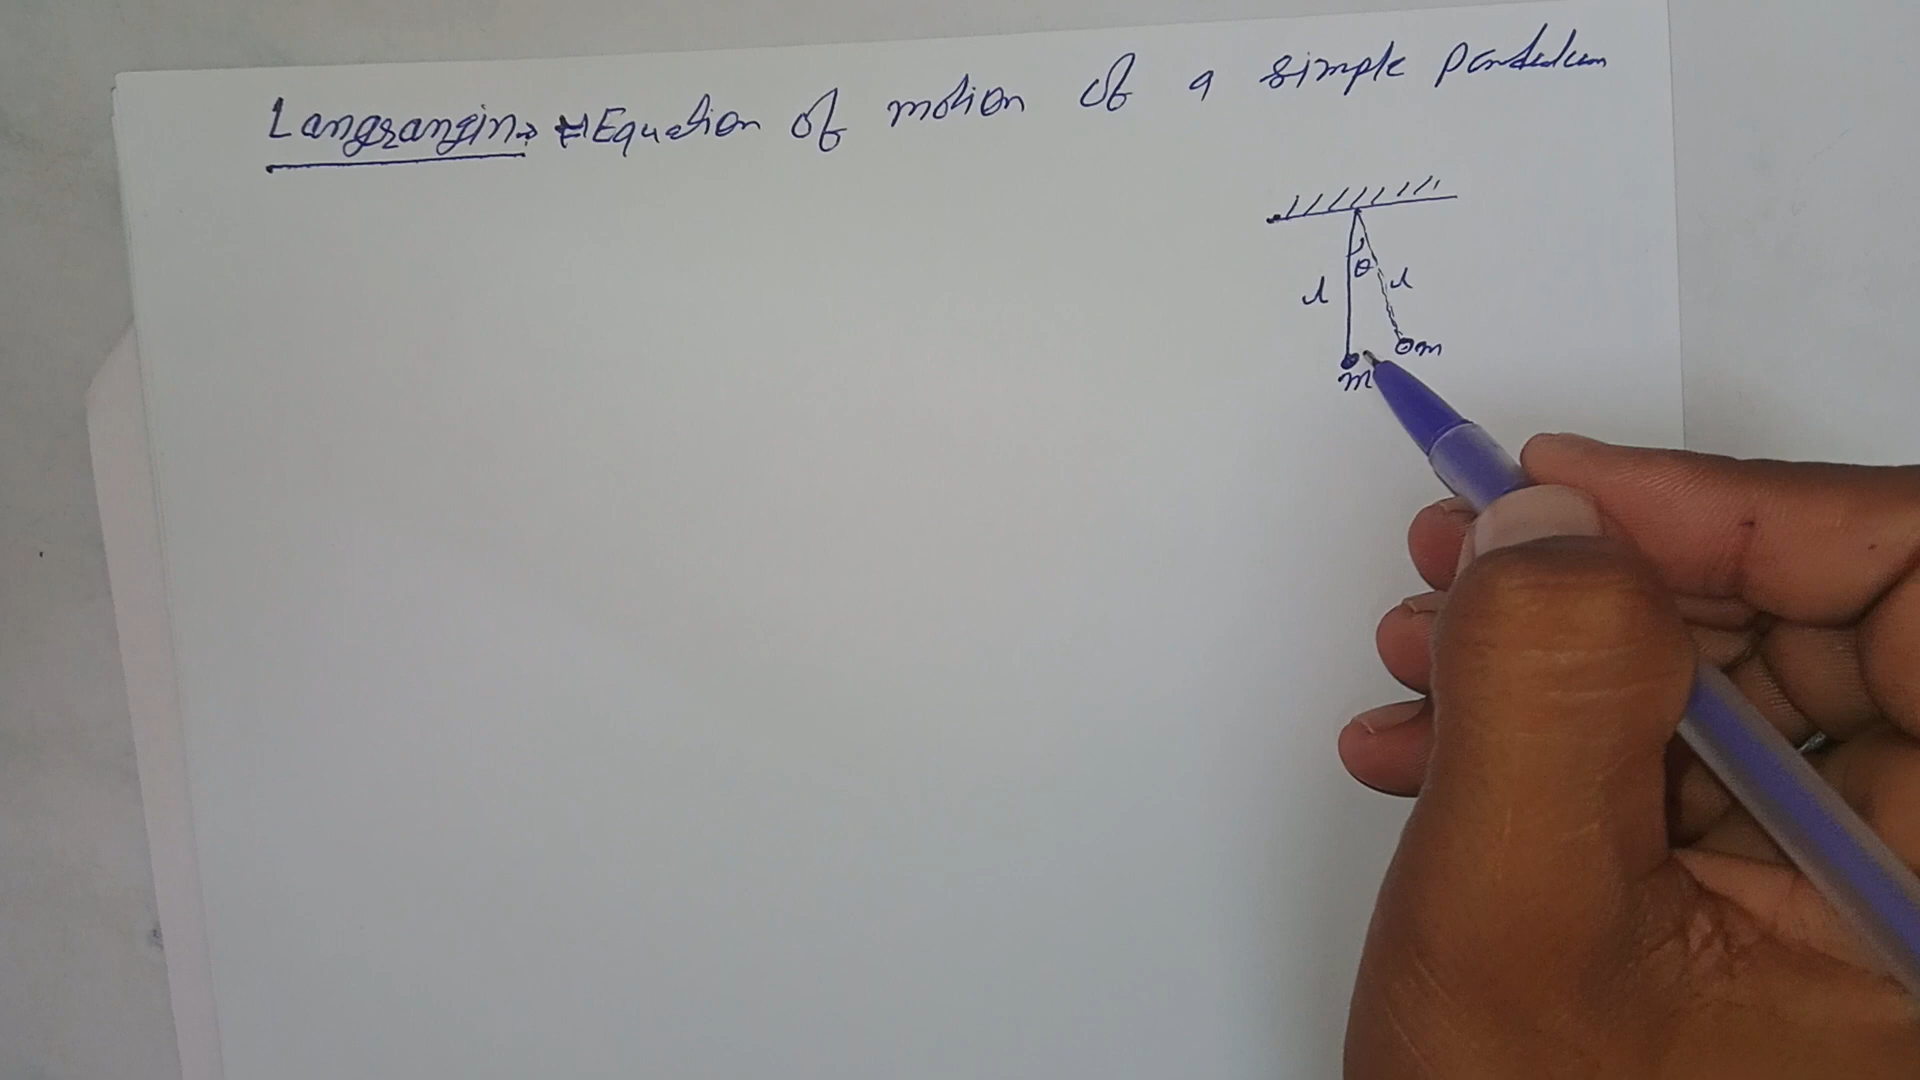 Langrangin:- Equation of motion of a simple pendulum
θ
l l
m
m